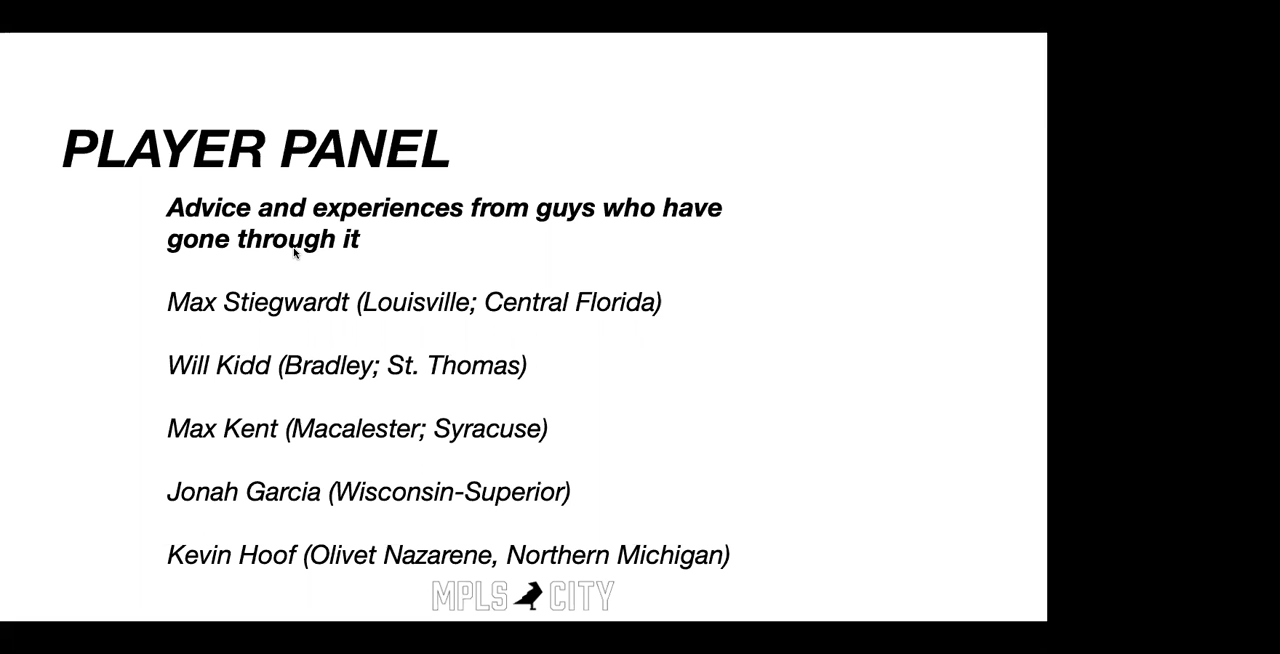 PLAYER PANEL
Advice and experiences from guys who have
gone through it
Max Stiegwardt (Louisville; Central Florida)
Will Kidd (Bradley; St. Thomas)
Max Kent (Macalester; Syracuse)
Jonah Garcia (Wisconsin-Superior)
Kevin Hoof (Olivet Nazarene, Northern Michigan)
MPLS CITY